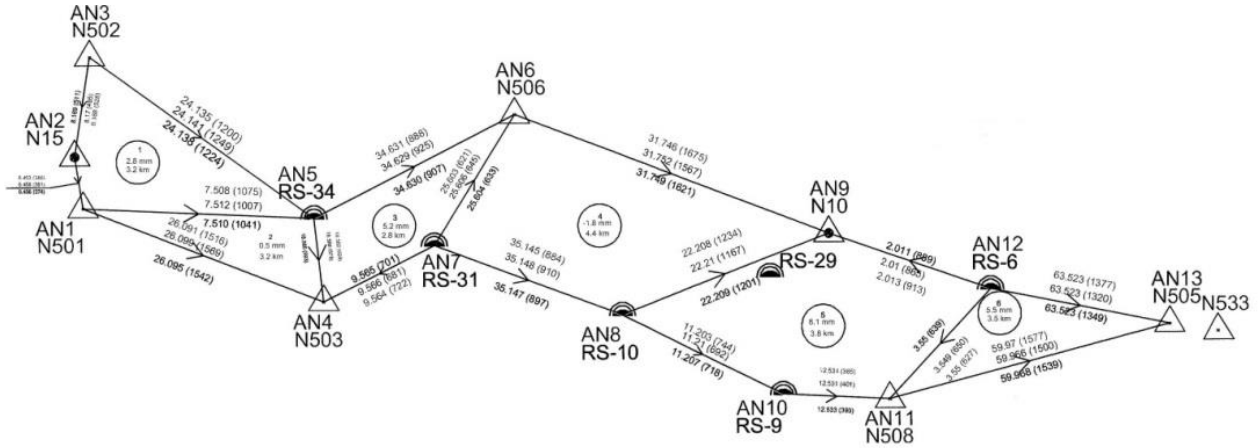 AN3
N502
AN6
N506
AN2
N15
24.135 (1200)
24.141 (1249)
24.138 (1224)
34.631 (888)
34.629 (925)
34.630 (907)
25.603 (621)
25.606 (645)
25.604 (633)
31.746 (1675)
31.752 (1567)
31.749 (1621)
1
2.8 mm
3.2 km
AN5
RS-34
7.508 (1075)
7.512 (1007)
7.510 (1041)
AN1
N501
26.091 (1516)
26.099 (1569)
26.095 (1542)
2
0.5 mm
3.2 km
3
5.2 mm
2.8 km
4
-1.8 mm
4.4 km
AN9
N10
9.565 (701)
9.566 (681)
9.564 (722)
AN7
RS-31
AN4
N503
35.145 (884)
35.148 (910)
35.147 (897)
22.208 (1234)
22.21 (1167)
22.209 (1201)
RS-29
2.011 (889)
2.01 (865)
2.013 (913)
AN12
RS-6
63.523 (1377)
63.523 (1320)
63.523 (1349)
AN13
N505
N533
AN8
RS-10
5
6.1 mm
3.8 km
6
5.5 mm
3.5 km
3.55 (639)
3.549 (650)
3.55 (627)
59.97 (1577)
59.966 (1500)
59.968 (1539)
11.203 (744)
11.21 (692)
11.207 (718)
12.531 (401)
AN10
RS-9
AN11
N508